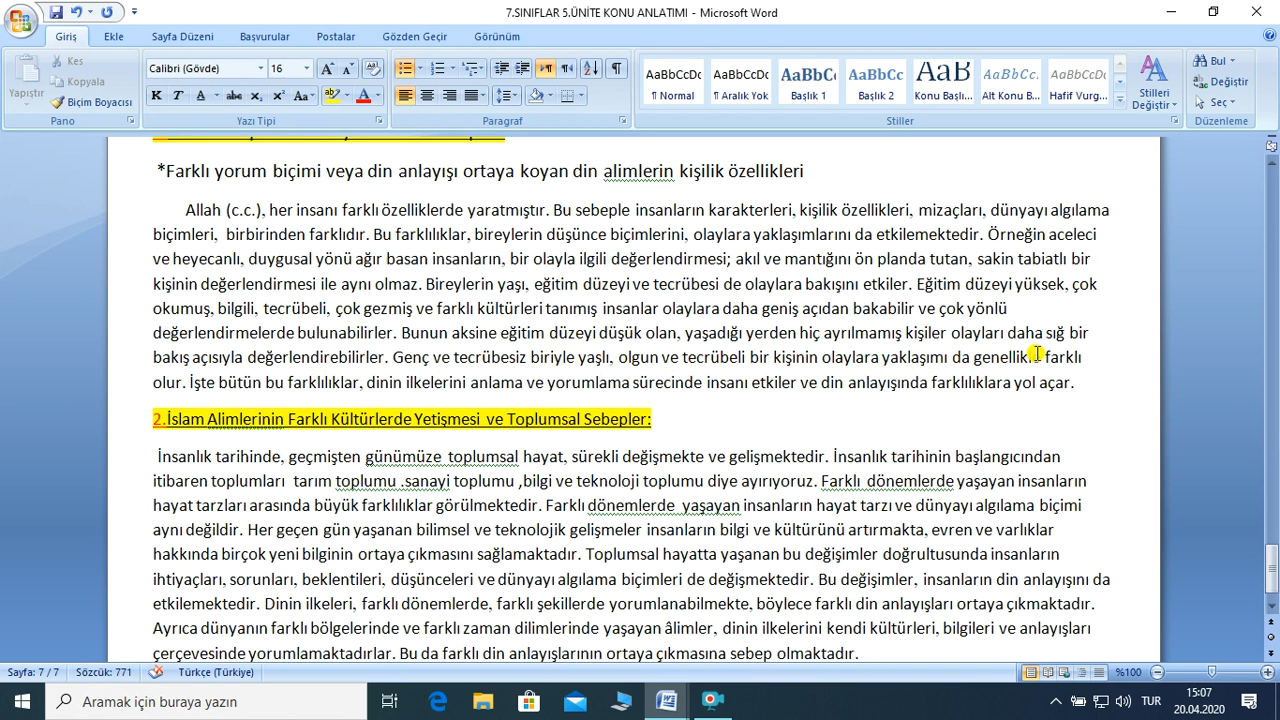 7.SINIFLAR 5.ÜNİTE KONU ANLATIMI - Microsoft Word
Giriş Ekle Sayfa Düzeni Başvurular Postalar Gözden Geçir Görünüm
Yapıştır
Kes
Kopyala
Biçim Boyacısı
Pano
Calibri (Gövde) 16
K T A abc x₂ x² Aa
Yazı Tipi
Paragraf
AaBbCcDc AaBbCcDc AaBbCc AaBbCc AaB AaBbCc AaBbCcDc
¶ Normal ¶ Aralık Yok Başlık 1 Başlık 2 Konu Başlı... Alt Konu B... Hafif Vurg...
Stiller
Stilleri Değiştir
Bul
Değiştir
Seç
Düzenleme
*Farklı yorum biçimi veya din anlayışı ortaya koyan din alimlerin kişilik özellikleri
Allah (c.c.), her insanı farklı özelliklerde yaratmıştır. Bu sebeple insanların karakterleri, kişilik özellikleri, mizaçları, dünyayı algılama
biçimleri, birbirinden farklıdır. Bu farklılıklar, bireylerin düşünce biçimlerini, olaylara yaklaşımlarını da etkilemektedir. Örneğin aceleci
ve heyecanlı, duygusal yönü ağır basan insanların, bir olayla ilgili değerlendirmesi; akıl ve mantığını ön planda tutan, sakin tabiatlı bir
kişinin değerlendirmesi ile aynı olmaz. Bireylerin yaşı, eğitim düzeyi ve tecrübesi de olaylara bakışını etkiler. Eğitim düzeyi yüksek, çok
okumuş, bilgili, tecrübeli, çok gezmiş ve farklı kültürleri tanımış insanlar olaylara daha geniş açıdan bakabilir ve çok yönlü
değerlendirmelerde bulunabilirler. Bunun aksine eğitim düzeyi düşük olan, yaşadığı yerden hiç ayrılmamış kişiler olayları daha sığ bir
bakış açısıyla değerlendirebilirler. Genç ve tecrübesiz biriyle yaşlı, olgun ve tecrübeli bir kişinin olaylara yaklaşımı da genellikle farklı
olur. İşte bütün bu farklılıklar, dinin ilkelerini anlama ve yorumlama sürecinde insanı etkiler ve din anlayışında farklılıklara yol açar.
2.İslam Alimlerinin Farklı Kültürlerde Yetişmesi ve Toplumsal Sebepler:
İnsanlık tarihinde, geçmişten günümüze toplumsal hayat, sürekli değişmekte ve gelişmektedir. İnsanlık tarihinin başlangıcından
itibaren toplumları tarım toplumu .sanayi toplumu ,bilgi ve teknoloji toplumu diye ayırıyoruz. Farklı dönemlerde yaşayan insanların
hayat tarzları arasında büyük farklılıklar görülmektedir. Farklı dönemlerde yaşayan insanların hayat tarzı ve dünyayı algılama biçimi
aynı değildir. Her geçen gün yaşanan bilimsel ve teknolojik gelişmeler insanların bilgi ve kültürünü artırmakta, evren ve varlıklar
hakkında birçok yeni bilginin ortaya çıkmasını sağlamaktadır. Toplumsal hayatta yaşanan bu değişimler doğrultusunda insanların
ihtiyaçları, sorunları, beklentileri, düşünceleri ve dünyayı algılama biçimleri de değişmektedir. Bu değişimler, insanların din anlayışını da
etkilemektedir. Dinin ilkeleri, farklı dönemlerde, farklı şekillerde yorumlanabilmekte, böylece farklı din anlayışları ortaya çıkmaktadır.
Ayrıca dünyanın farklı bölgelerinde ve farklı zaman dilimlerinde yaşayan âlimler, dinin ilkelerini kendi kültürleri, bilgileri ve anlayışları
çerçevesinde yorumlamaktadırlar. Bu da farklı din anlayışlarının ortaya çıkmasına sebep olmaktadır.
Sayfa: 7 / 7 Sözcük: 771 Türkçe (Türkiye) %100
Aramak için buraya yazın
TUR 15:07
20.04.2020